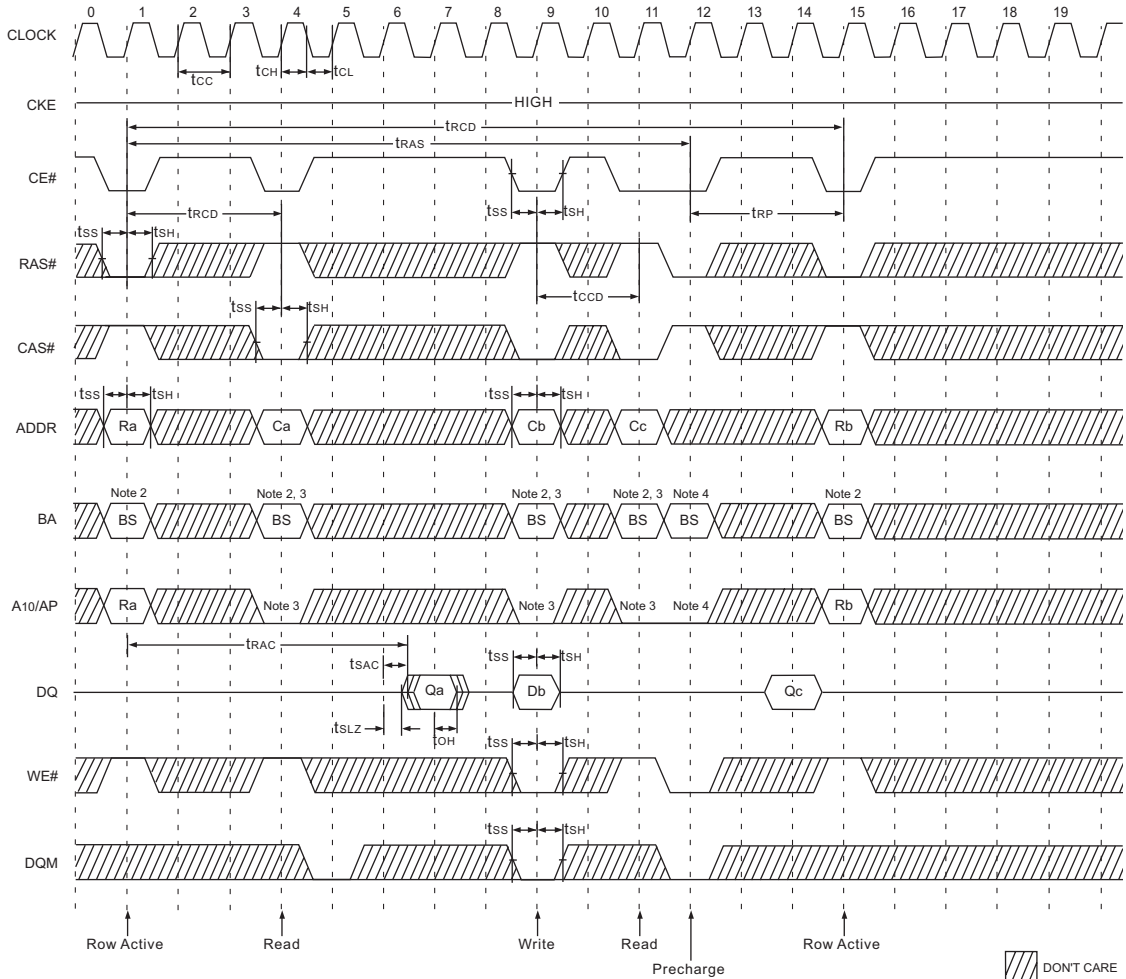 0 1 2 3 4 5 6 7 8 9 10 11 12 13 14 15 16 17 18 19
CLOCK
tCC tCH tCL
CKE HIGH
tRCD
tRAS
CE#
tRCD tSS tSH tRP
tSS tSH
RAS#
tSS tSH tCCD
CAS#
tSS tSH tSS tSH
ADDR Ra Ca Cb Cc Rb
Note 2 Note 2, 3 Note 2, 3 Note 2, 3 Note 4 Note 2
BA BS BS BS BS BS BS
A10/AP Ra Note 3 Note 3 Note 3 Note 4 Rb
tRAC
tSAC tSS tSH
DQ Qa Db Qc
tSLZ tOH
tSS tSH
WE#
tSS tSH
DQM
Row Active Read Write Read Row Active
Precharge
DON'T CARE